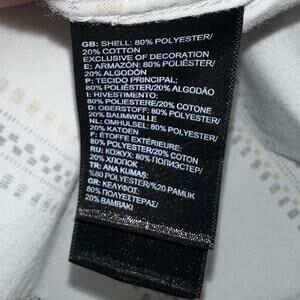 GB: SHELL: 80% POLYESTER/
20% COTTON
EXCLUSIVE OF DECORATION
E: ARMAZÓN: 80% POLIÉSTER/
20% ALGODÓN
P: TECIDO PRINCIPAL:
80% POLIÉSTER/20% ALGODÃO
I: RIVESTIMENTO:
80% POLIESTERE/20% COTONE
D: OBERSTOFF: 80% POLYESTER/
20% BAUMWOLLE
NL: OMHULSEL: 80% POLYESTER/
20% KATOEN
F: ÉTOFFE EXTÉRIEURE:
80% POLYESTER/20% COTON
RU: КОЖУХ: 80% ПОЛИЭСТЕР/
20% ХЛОПОК
TR: ANA KUMAŞ:
%80 POLYESTER/%20 PAMUK
GR: ΚΕΛΥΦΟΣ:
80% ΠΟΛΥΕΣΤΕΡΑΣ/
20% ΒΑΜΒΑΚΙ